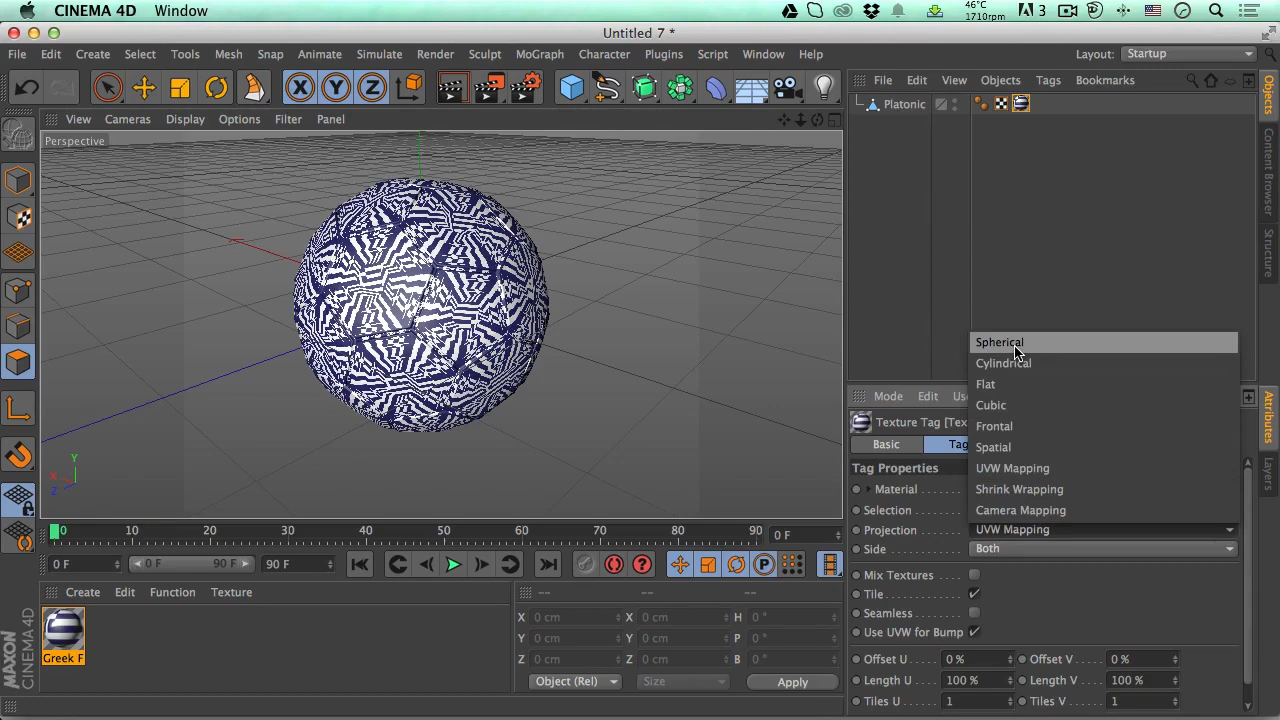 CINEMA 4D Window 46°C 1710rpm 3
Untitled 7 *
File Edit Create Select Tools Mesh Snap Animate Simulate Render Sculpt MoGraph Character Plugins Script Window Help Layout: Startup
X Y Z
File Edit View Objects Tags Bookmarks
Platonic
View Cameras Display Options Filter Panel
Perspective
Objects
Content Browser
Structure
Spherical
Cylindrical
Flat
Cubic
Frontal
Spatial
UVW Mapping
Shrink Wrapping
Camera Mapping
Mode Edit Us
Texture Tag [Tex
Basic Tag
Tag Properties
Material
Selection
Projection UVW Mapping
Side Both
Mix Textures
Tile
Seamless
Use UVW for Bump
Offset U 0 % Offset V 0 %
Length U 100 % Length V 100 %
Tiles U 1 Tiles V 1
Attributes
Layers
Y
X
Z
0 10 20 30 40 50 60 70 80 90 0 F
0 F 0 F 90 F 90 F P
Create Edit Function Texture
Greek F
-- -- --
X 0 cm X 0 cm H 0 °
Y 0 cm Y 0 cm P 0 °
Z 0 cm Z 0 cm B 0 °
Object (Rel) Size Apply
MAXON
CINEMA 4D